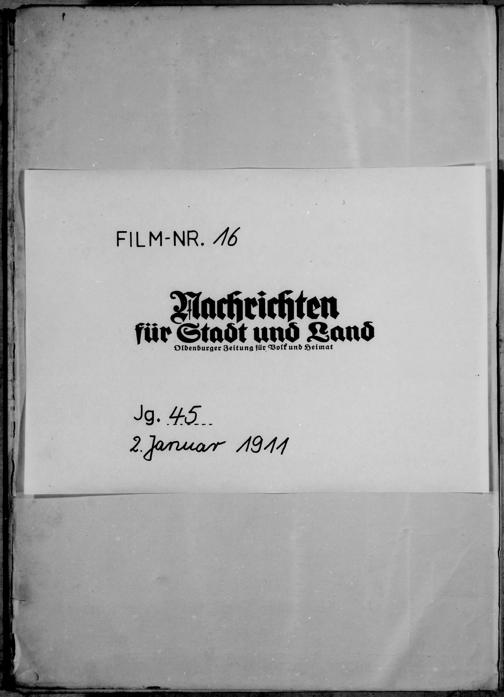 FILM-NR. 16
Nachrichten
für Stadt und Land
Oldenburger Zeitung für Volk und Heimat
Jg. 45
2. Januar 1911